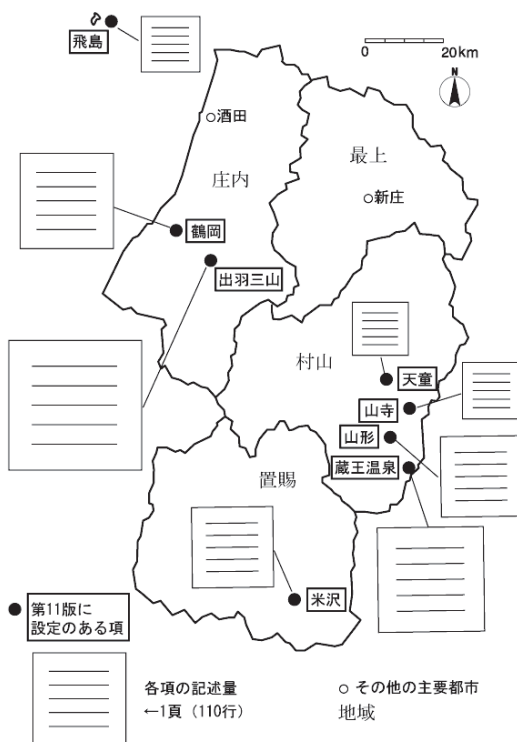 飛島
0 20km
N
酒田
最上
庄内
新庄
鶴岡
出羽三山
村山
天童
山寺
山形
蔵王温泉
置賜
米沢
第11版に
設定のある項
各項の記述量
←1頁（110行）
その他の主要都市
地域